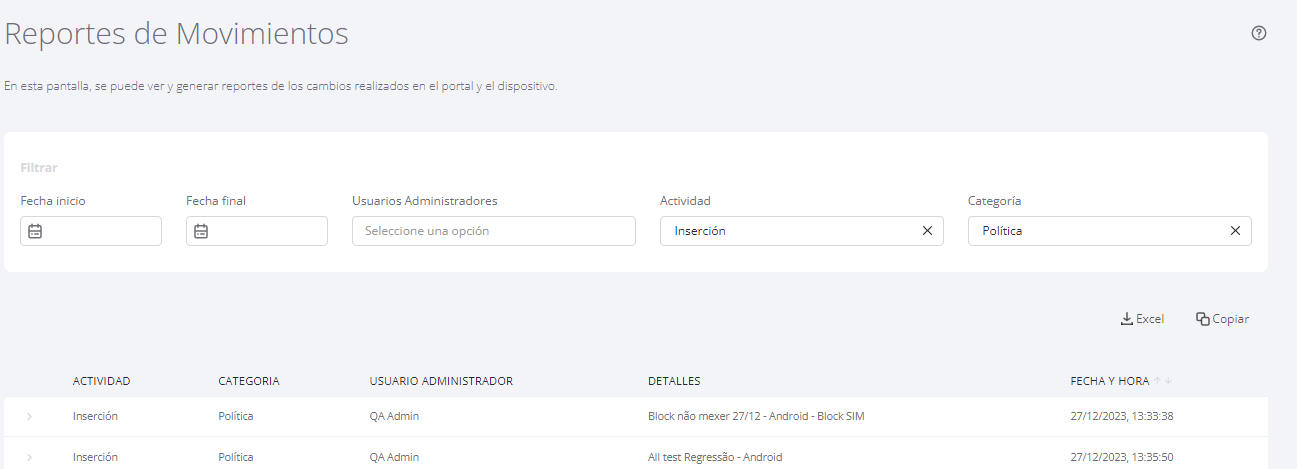 Reportes de Movimientos
En esta pantalla, se puede ver y generar reportes de los cambios realizados en el portal y el dispositivo.
Filtrar
Fecha inicio Fecha final Usuarios Administradores Actividad Categoría
Seleccione una opción Inserción Política
Excel Copiar
ACTIVIDAD CATEGORIA USUARIO ADMINISTRADOR DETALLES FECHA Y HORA
Inserción Política QA Admin Block não mexer 27/12 - Android - Block SIM 27/12/2023, 13:33:38
Inserción Política QA Admin All test Regressão - Android 27/12/2023, 13:35:50